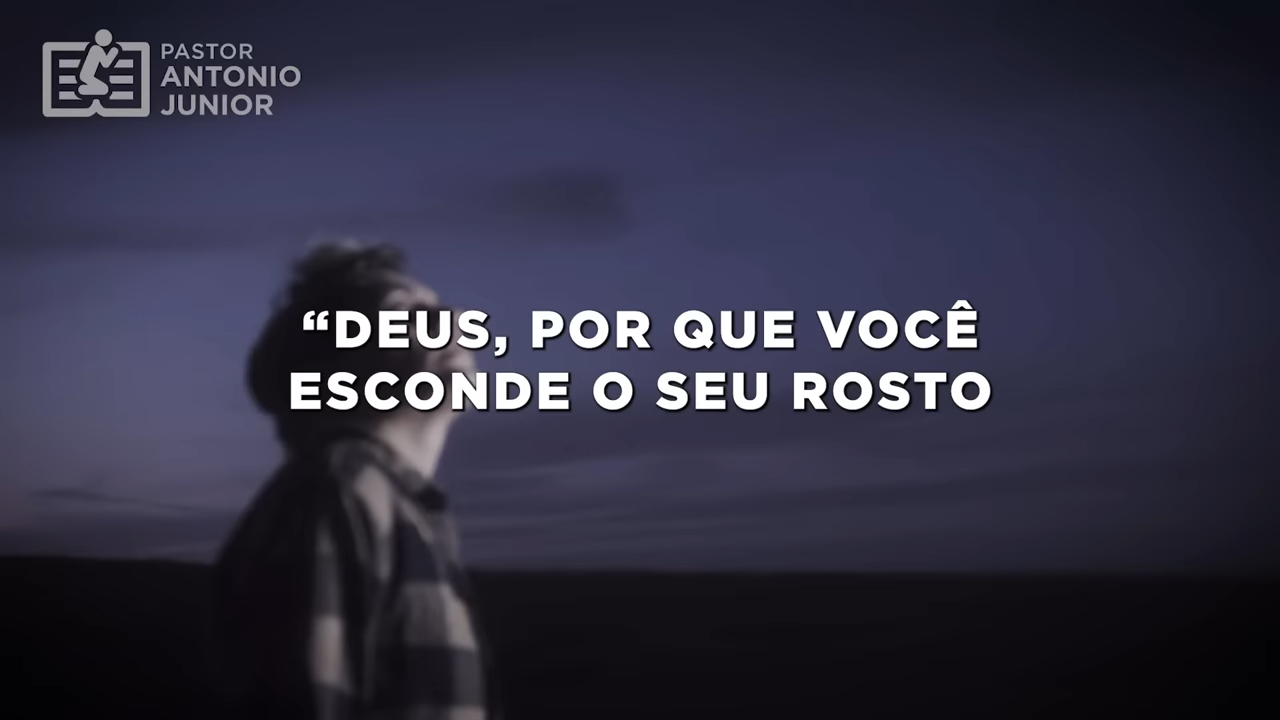 PASTOR
ANTONIO
JUNIOR
“DEUS, POR QUE VOCÊ
ESCONDE O SEU ROSTO